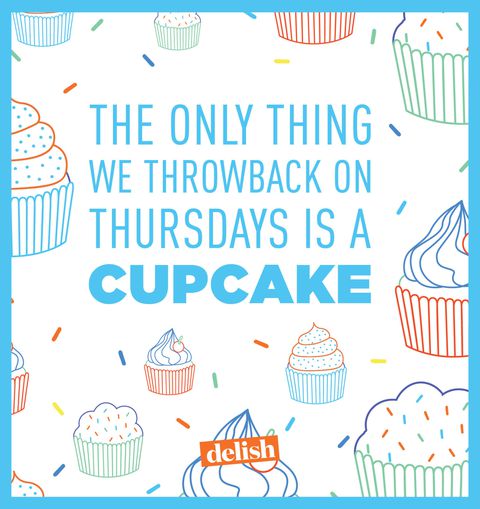 THE ONLY THING
WE THROWBACK ON
THURSDAYS IS A
CUPCAKE
delish